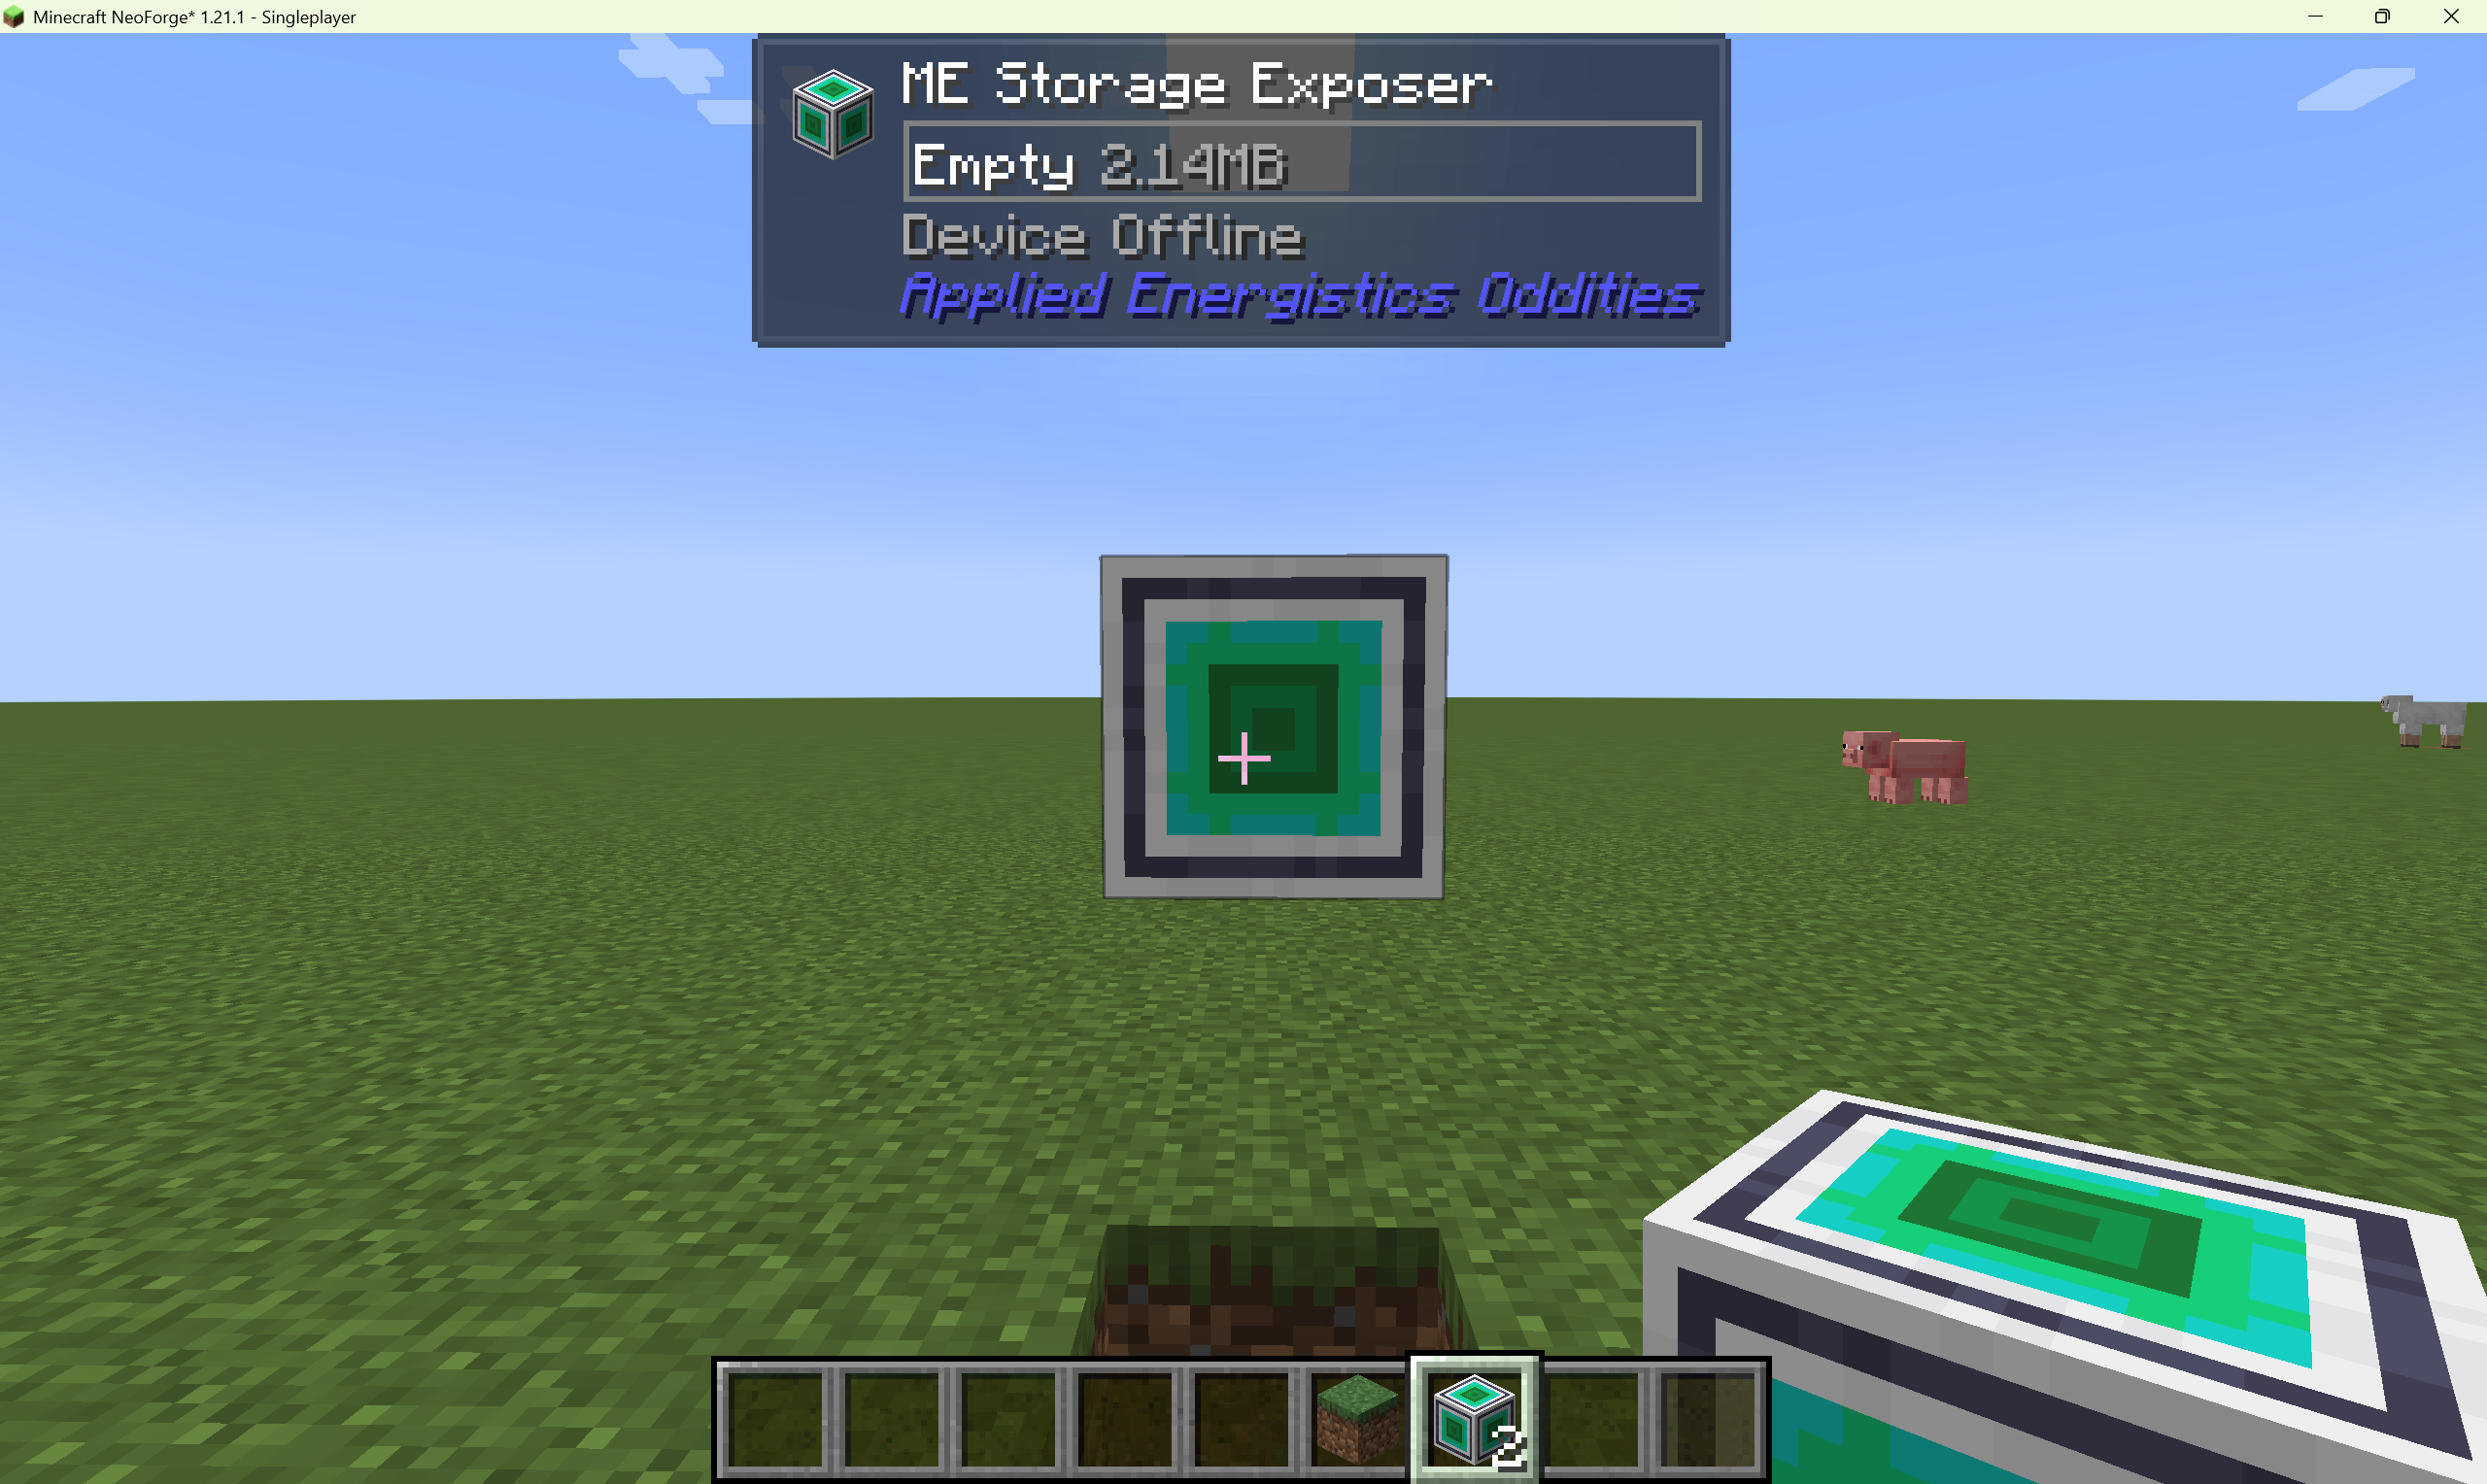 Minecraft NeoForge* 1.21.1 - Singleplayer
ME Storage Exposer
Empty 2.14MB
Device Offline
Applied Energistics Oddities
2